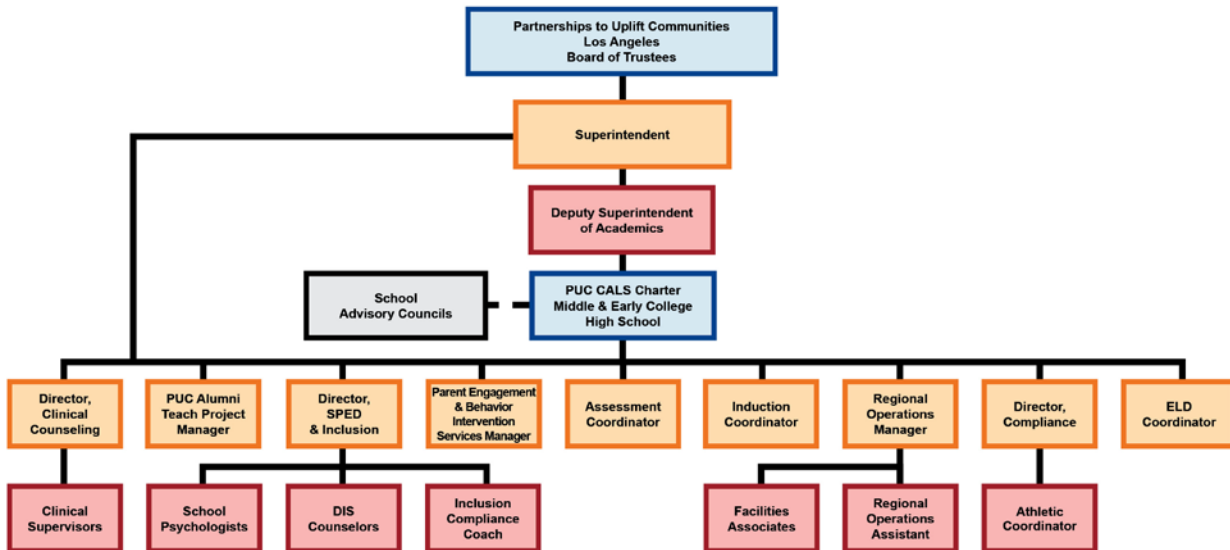 Partnerships to Uplift Communities
Los Angeles
Board of Trustees
Superintendent
Deputy Superintendent
of Academics
School
Advisory Councils
PUC CALS Charter
Middle & Early College
High School
Director,
Clinical
Counseling
PUC Alumni
Teach Project
Manager
Director,
SPED
& Inclusion
Parent Engagement
& Behavior
Intervention
Services Manager
Assessment
Coordinator
Induction
Coordinator
Regional
Operations
Manager
Director,
Compliance
ELD
Coordinator
Clinical
Supervisors
School
Psychologists
DIS
Counselors
Inclusion
Compliance
Coach
Facilities
Associates
Regional
Operations
Assistant
Athletic
Coordinator